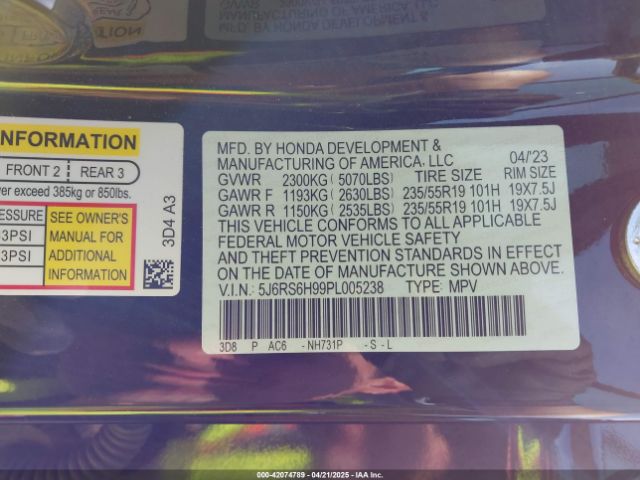 INFORMATION
FRONT 2 REAR 3
ver exceed 385kg or 850lbs.
PRESSURE
SEE OWNER'S
MANUAL FOR
ADDITIONAL
INFORMATION
3PSI
3PSI
3D4 A3
MFD. BY HONDA DEVELOPMENT &
MANUFACTURING OF AMERICA, LLC 04/'23
GVWR 2300KG (5070LBS) TIRE SIZE RIM SIZE
GAWR F 1193KG (2630LBS) 235/55R19 101H 19X7.5J
GAWR R 1150KG (2535LBS) 235/55R19 101H 19X7.5J
THIS VEHICLE CONFORMS TO ALL APPLICABLE
FEDERAL MOTOR VEHICLE SAFETY
AND THEFT PREVENTION STANDARDS IN EFFECT
ON THE DATE OF MANUFACTURE SHOWN ABOVE.
V.I.N.: 5J6RS6H99PL005238 TYPE: MPV
3D8 P AC6 -NH731P -S-L
000-42074789 - 04/21/2025 - IAA Inc.